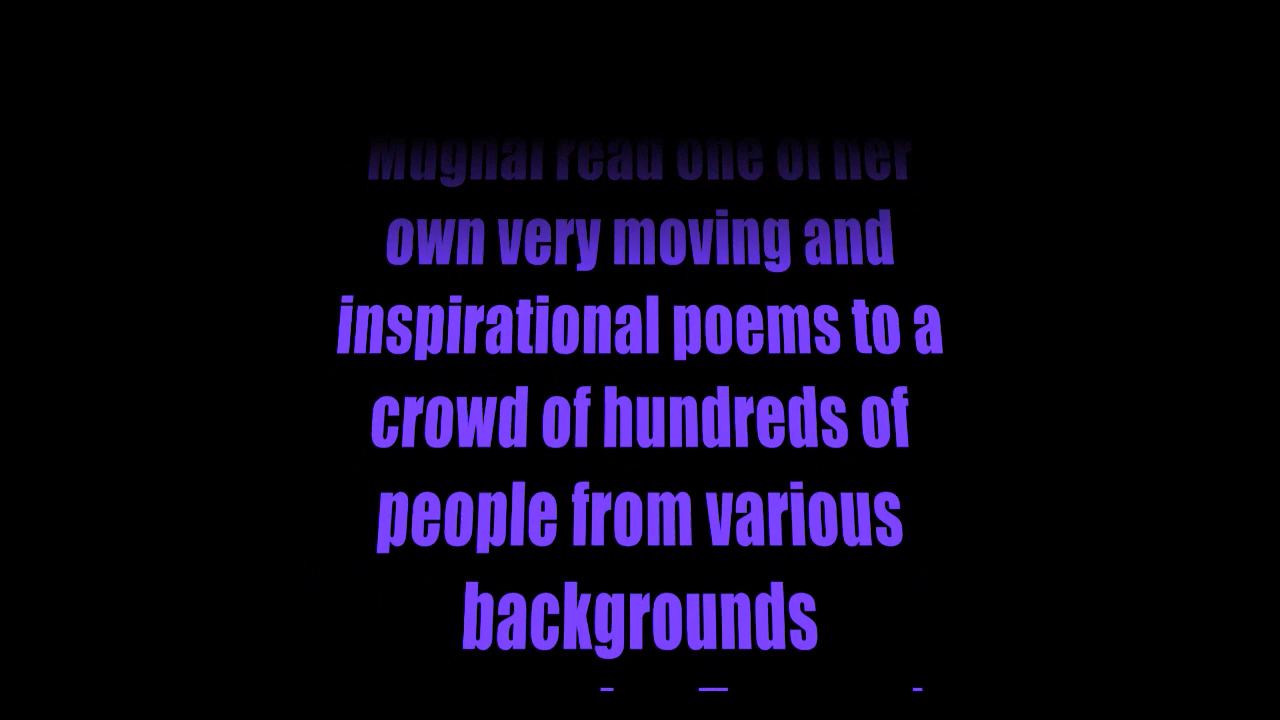 Mughal read one of her
own very moving and
inspirational poems to a
crowd of hundreds of
people from various
backgrounds